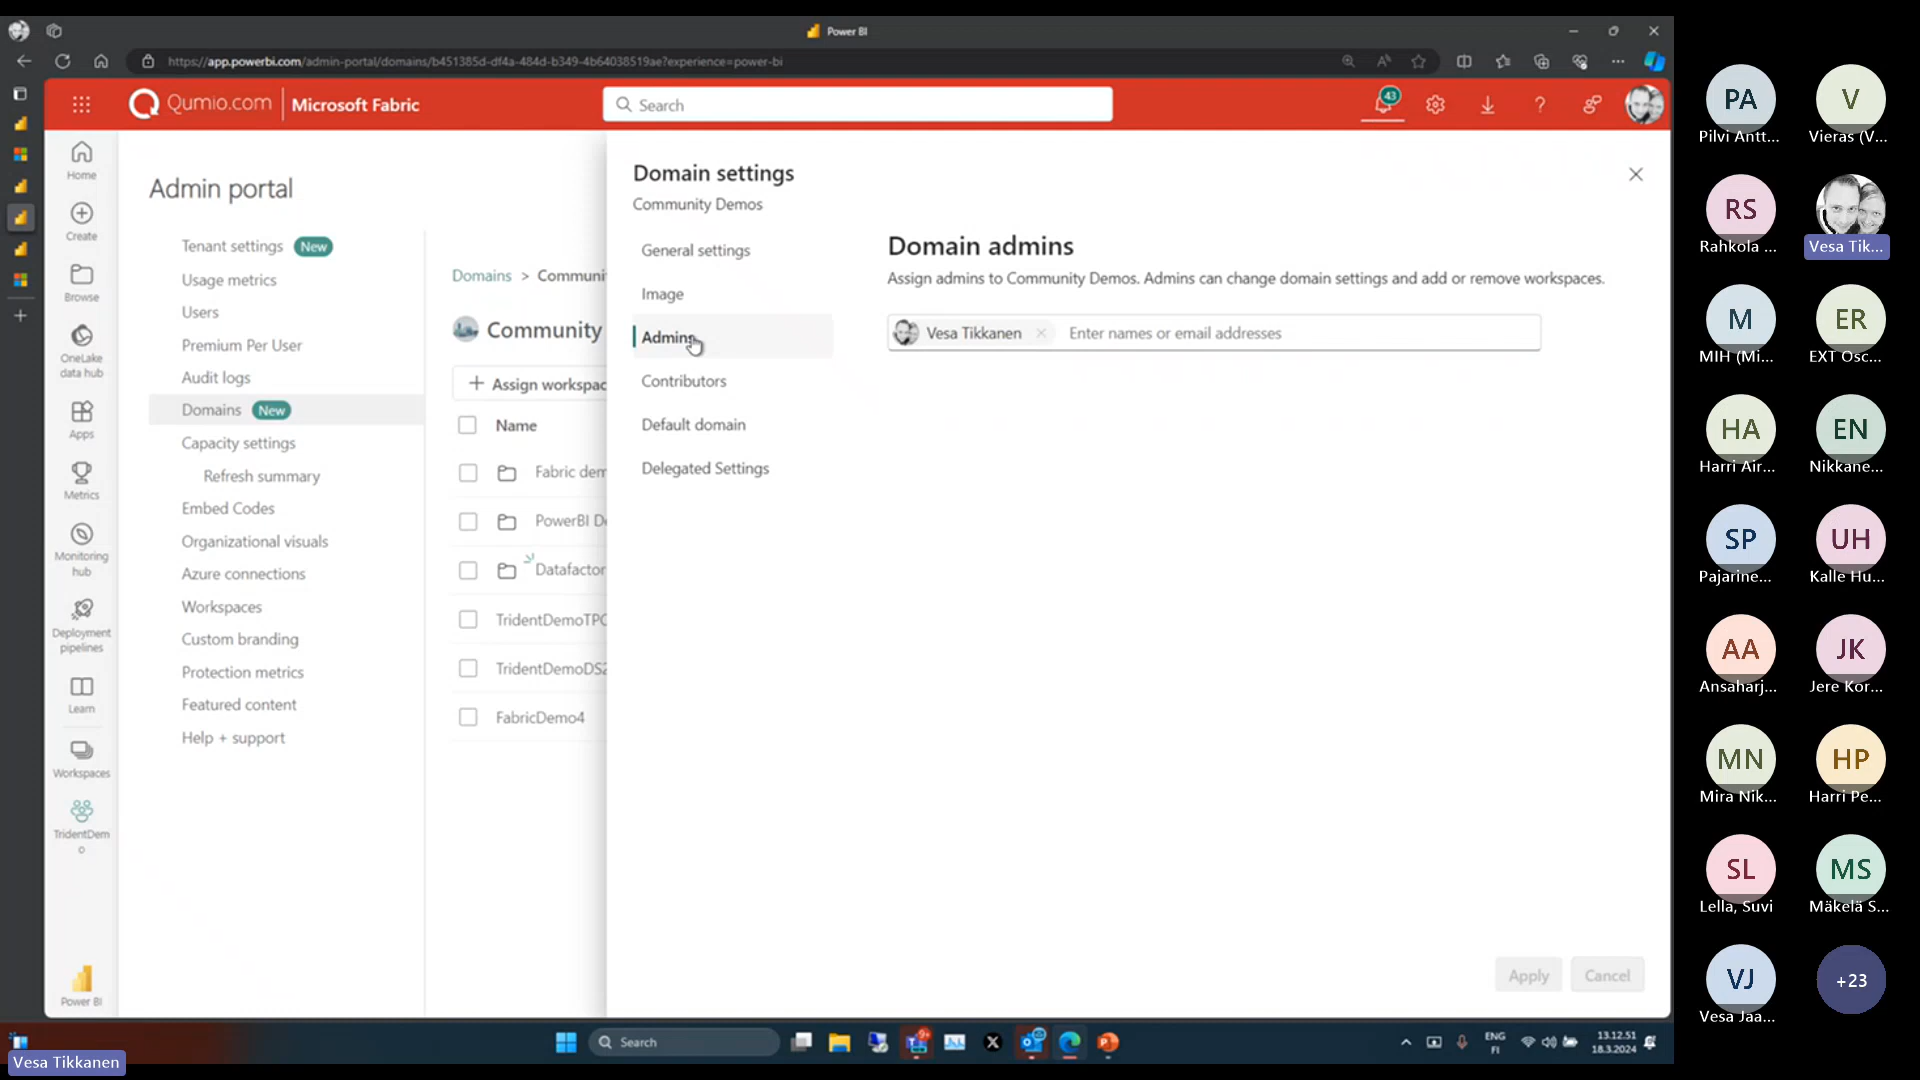 Power BI
https://app.powerbi.com/admin-portal/domains/b451385d-df4a-484d-b349-4b64038519ae?experience=power-bi
Qumio.com
Microsoft Fabric
Search
43
Home
Create
Browse
OneLake
data hub
Apps
Metrics
Monitoring
hub
Deployment
pipelines
Learn
Workspaces
TridentDem
o
Power BI
Admin portal
Tenant settings New
Usage metrics
Users
Premium Per User
Audit logs
Domains New
Capacity settings
Refresh summary
Embed Codes
Organizational visuals
Azure connections
Workspaces
Custom branding
Protection metrics
Featured content
Help + support
Domains > Communi
Community
Assign workspac
Name
Fabric dem
PowerBI De
Datafactor
TridentDemoTPC
TridentDemoDS2
FabricDemo4
Domain settings
Community Demos
General settings
Image
Admins
Contributors
Default domain
Delegated Settings
Domain admins
Assign admins to Community Demos. Admins can change domain settings and add or remove workspaces.
Vesa Tikkanen
Enter names or email addresses
Apply
Cancel
PA
Pilvi Antt...
V
Vieras (V...
RS
Rahkola ...
Vesa Tik...
M
MIH (Mi...
ER
EXT Osc...
HA
Harri Air...
EN
Nikkane...
SP
Pajarine...
UH
Kalle Hu...
AA
Ansaharj...
JK
Jere Kor...
MN
Mira Nik...
HP
Harri Pe...
SL
Lella, Suvi
MS
Mäkelä S...
VJ
Vesa Jaa...
+23
Search
ENG
FI
13.12.51
18.3.2024
Vesa Tikkanen